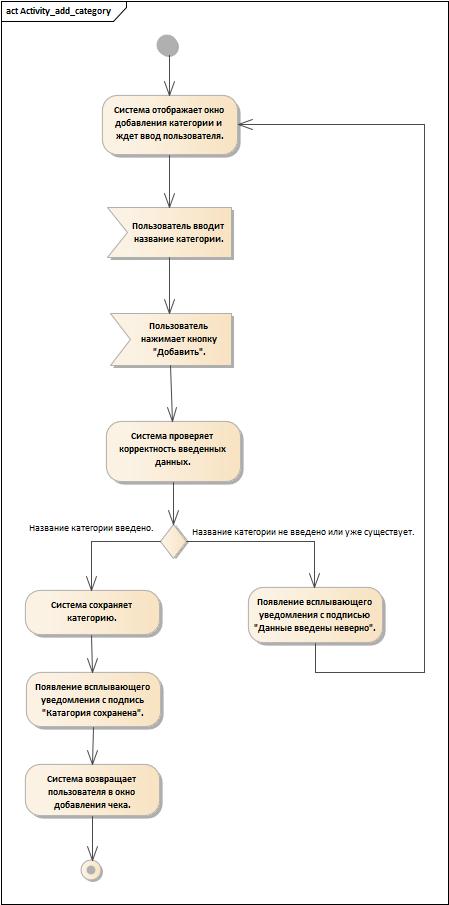 act Activity_add_category
Система отображает окно
добавления категории и
ждет ввод пользователя.
Пользователь вводит
название категории.
Пользователь
нажимает кнопку
"Добавить".
Система проверяет
корректность введенных
данных.
Название категории введено.
Название категории не введено или уже существует.
Система сохраняет
категорию.
Появление всплывающего
уведомления с подписью
"Данные введены неверно".
Появление всплывающего
уведомления с подпись
"Катагория сохранена".
Система возвращает
пользователя в окно
добавления чека.